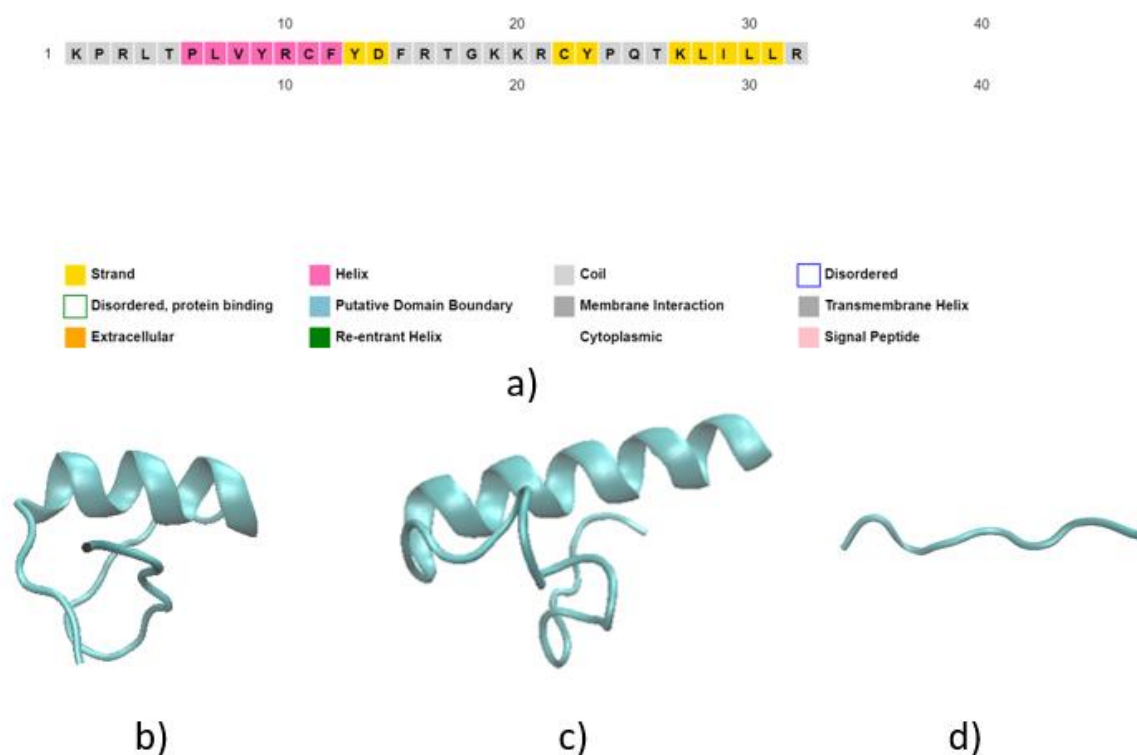 10 20 30 40
1 K P R L T P L V Y R C F Y D F R T G K K R C Y P Q T K L I L L R
10 20 30 40
Strand Helix Coil Disordered
Disordered, protein binding Putative Domain Boundary Membrane Interaction Transmembrane Helix
Extracellular Re-entrant Helix Cytoplasmic Signal Peptide
a)
b) c) d)